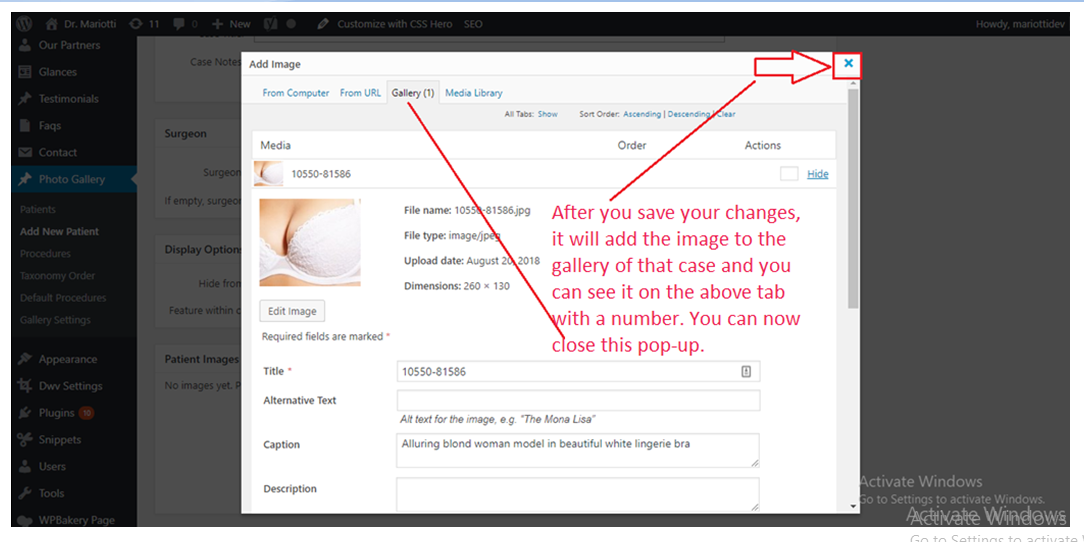 Dr. Mariotti 11 0 New Customize with CSS Hero SEO Howdy, mariottidev
Our Partners
Glances
Testimonials
Faqs
Contact
Photo Gallery
Patients
Add New Patient
Procedures
Taxonomy Order
Default Procedures
Gallery Settings
Appearance
Dwv Settings
Plugins 10
Snippets
Users
Tools
WPBakery Page
Case Notes
Surgeon
Surgeon
If empty, surgeo
Display Option
Hide from
Feature within c
Patient Images
No images yet. P
Add Image ×
From Computer From URL Gallery (1) Media Library
All Tabs: Show Sort Order: Ascending | Descending | Clear
Media Order Actions
10550-81586 Hide
File name: 10550-81586.jpg
File type: image/jpeg
Upload date: August 20, 2018
Dimensions: 260 × 130
Edit Image
Required fields are marked *
Title * 10550-81586
Alternative Text
Alt text for the image, e.g. "The Mona Lisa"
Caption Alluring blond woman model in beautiful white lingerie bra
Description
After you save your changes,
it will add the image to the
gallery of that case and you
can see it on the above tab
with a number. You can now
close this pop-up.
Activate Windows
Go to Settings to activate Windows.
Activate Windows
Go to Settings to activate